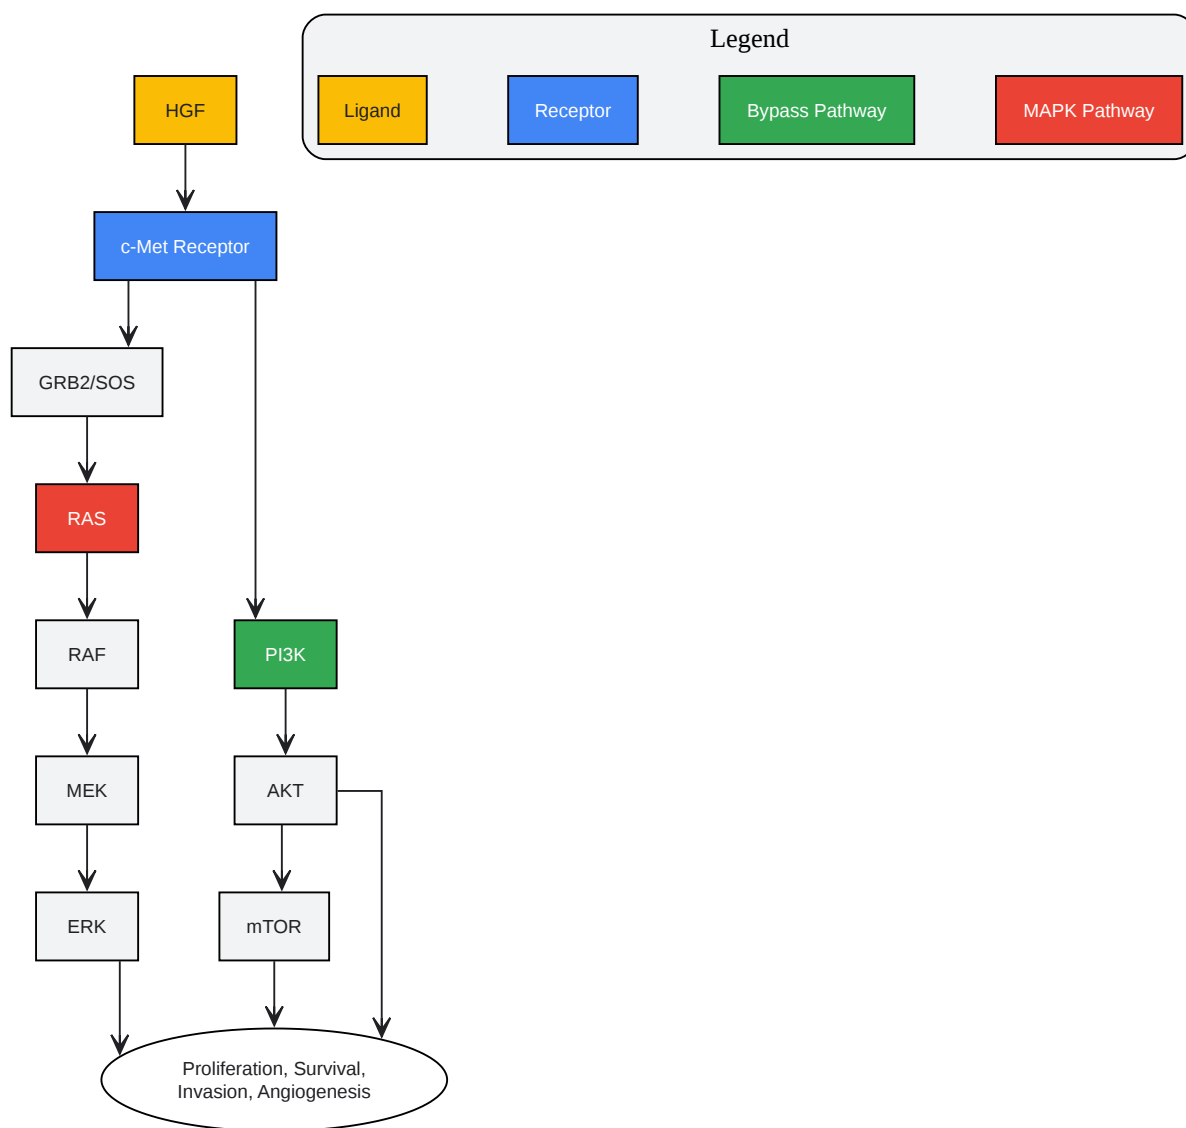 Legend
HGF
Ligand
Receptor
Bypass Pathway
MAPK Pathway
c-Met Receptor
GRB2/SOS
RAS
RAF
PI3K
MEK
AKT
ERK
mTOR
Proliferation, Survival,
Invasion, Angiogenesis